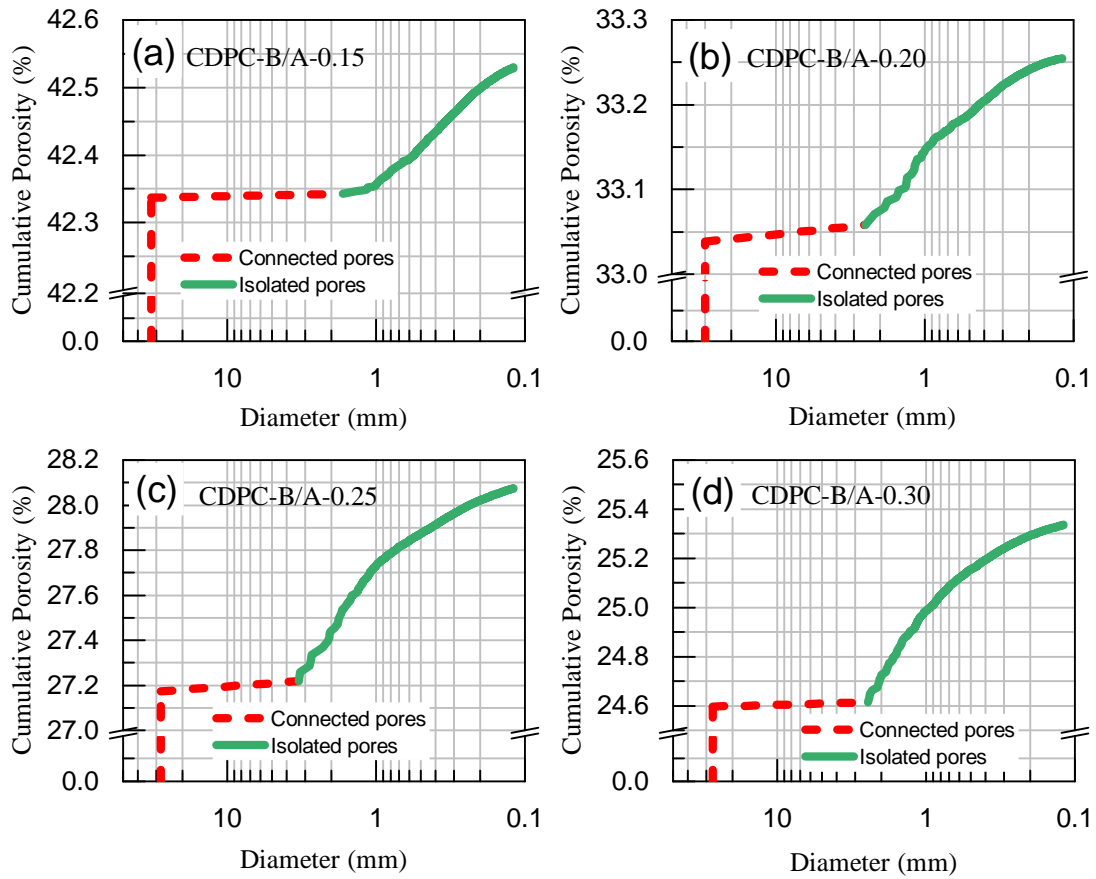 (a) CDPC-B/A-0.15
Cumulative Porosity (%)
42.6
42.5
42.4
42.3
42.2
0.0
Connected pores
Isolated pores
10 1 0.1
Diameter (mm)
(b) CDPC-B/A-0.20
Cumulative Porosity (%)
33.3
33.2
33.1
33.0
0.0
Connected pores
Isolated pores
10 1 0.1
Diameter (mm)
(c) CDPC-B/A-0.25
Cumulative Porosity (%)
28.2
28.0
27.8
27.6
27.4
27.2
27.0
0.0
Connected pores
Isolated pores
10 1 0.1
Diameter (mm)
(d) CDPC-B/A-0.30
Cumulative Porosity (%)
25.6
25.4
25.2
25.0
24.8
24.6
0.0
Connected pores
Isolated pores
10 1 0.1
Diameter (mm)